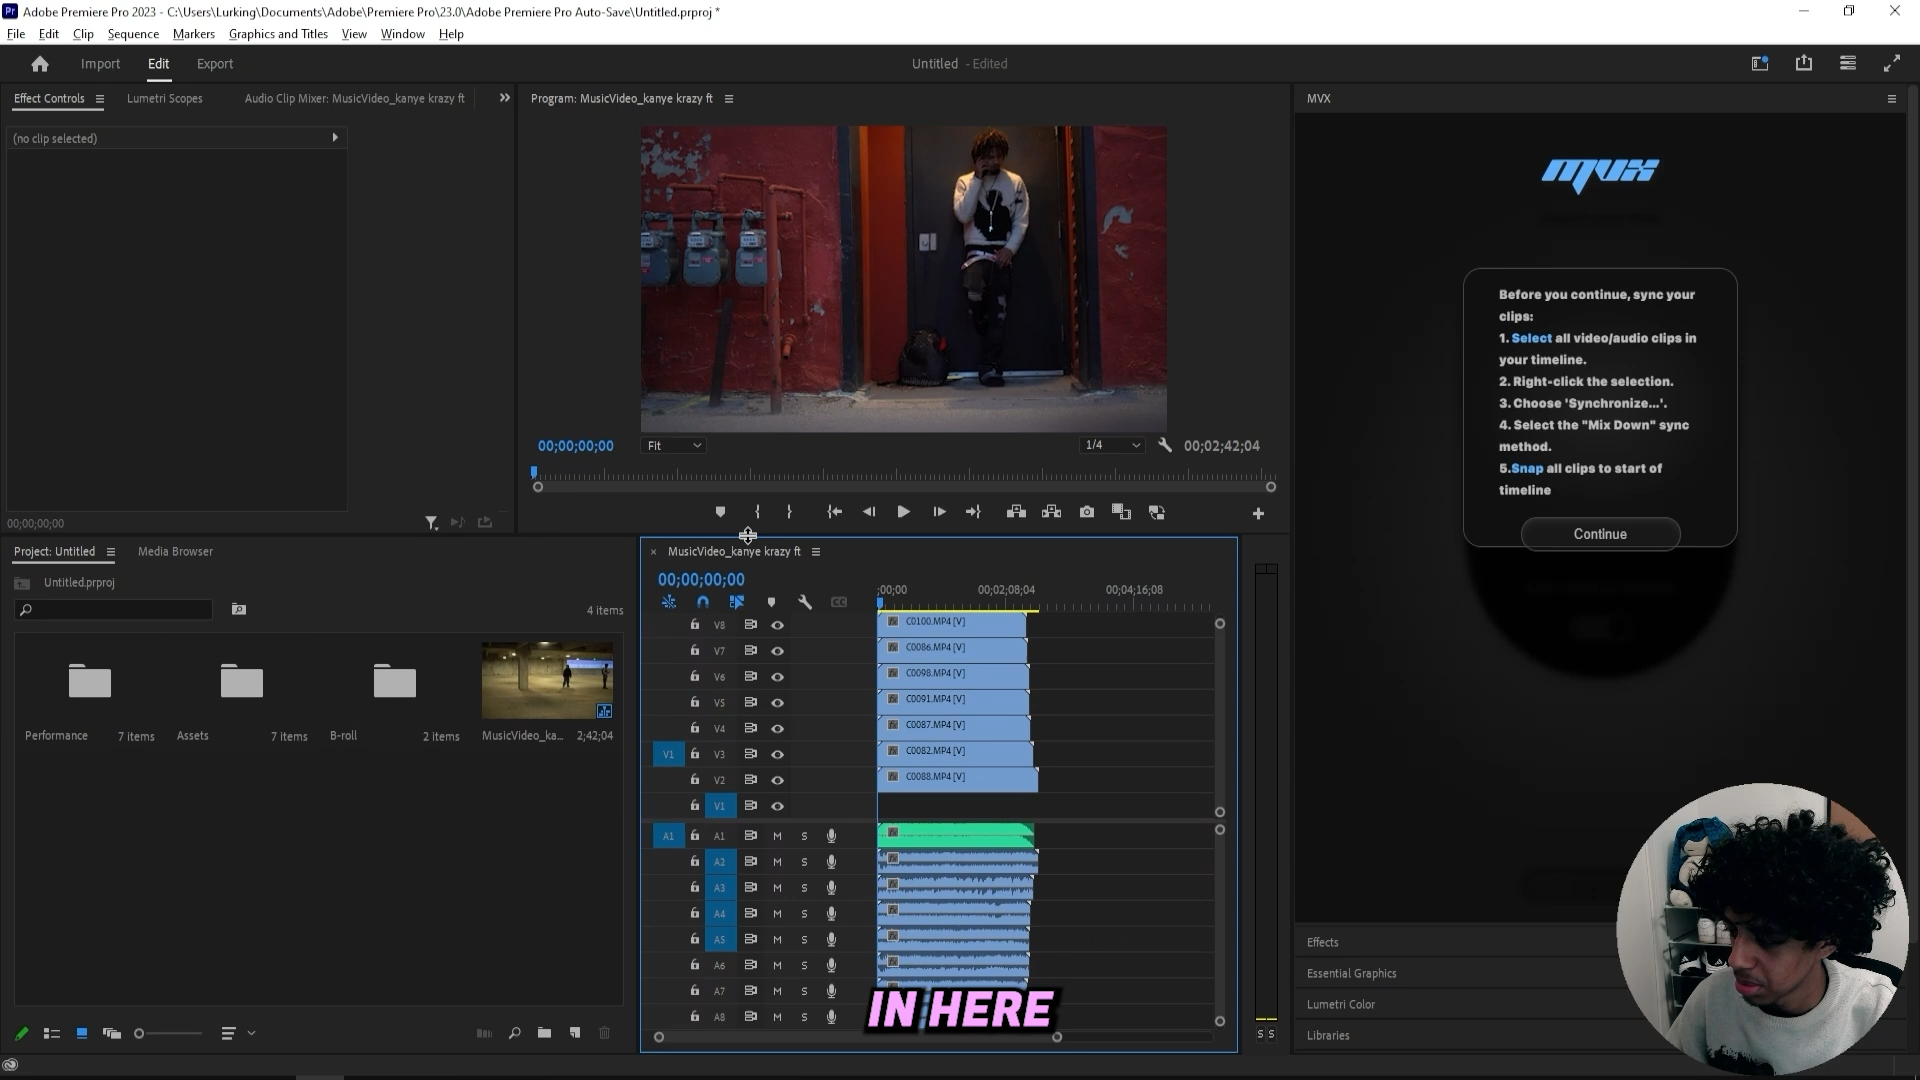 Adobe Premiere Pro 2023 - C:\Users\Lurking\Documents\Adobe\Premiere Pro\23.0\Adobe Premiere Pro Auto-Save\Untitled.prproj *
File Edit Clip Sequence Markers Graphics and Titles View Window Help
Import Edit Export
Untitled - Edited
Effect Controls Lumetri Scopes Audio Clip Mixer: MusicVideo_kanye krazy ft
(no clip selected)
00;00;00;00
Program: MusicVideo_kanye krazy ft
00;00;00;00 Fit 1/4 00;02;42;04
MVX
MVX
Before you continue, sync your
clips:
1. Select all video/audio clips in
your timeline.
2. Right-click the selection.
3. Choose 'Synchronize...'.
4. Select the "Mix Down" sync
method.
5.Snap all clips to start of
timeline
Continue
Project: Untitled Media Browser
Untitled.prproj
4 items
Performance 7 items
Assets 7 items
B-roll 2 items
MusicVideo_ka... 2;42;04
MusicVideo_kanye krazy ft
00;00;00;00
;00;00 00;02;08;04 00;04;16;08
V8 C0100.MP4 [V]
V7 C0086.MP4 [V]
V6 C0098.MP4 [V]
V5 C0091.MP4 [V]
V4 C0087.MP4 [V]
V1 V3 C0082.MP4 [V]
V2 C0088.MP4 [V]
V1
A1 A1 M S
A2 M S
A3 M S
A4 M S
A5 M S
A6 M S
A7 M S
A8 M S
IN HERE
S S
Effects
Essential Graphics
Lumetri Color
Libraries